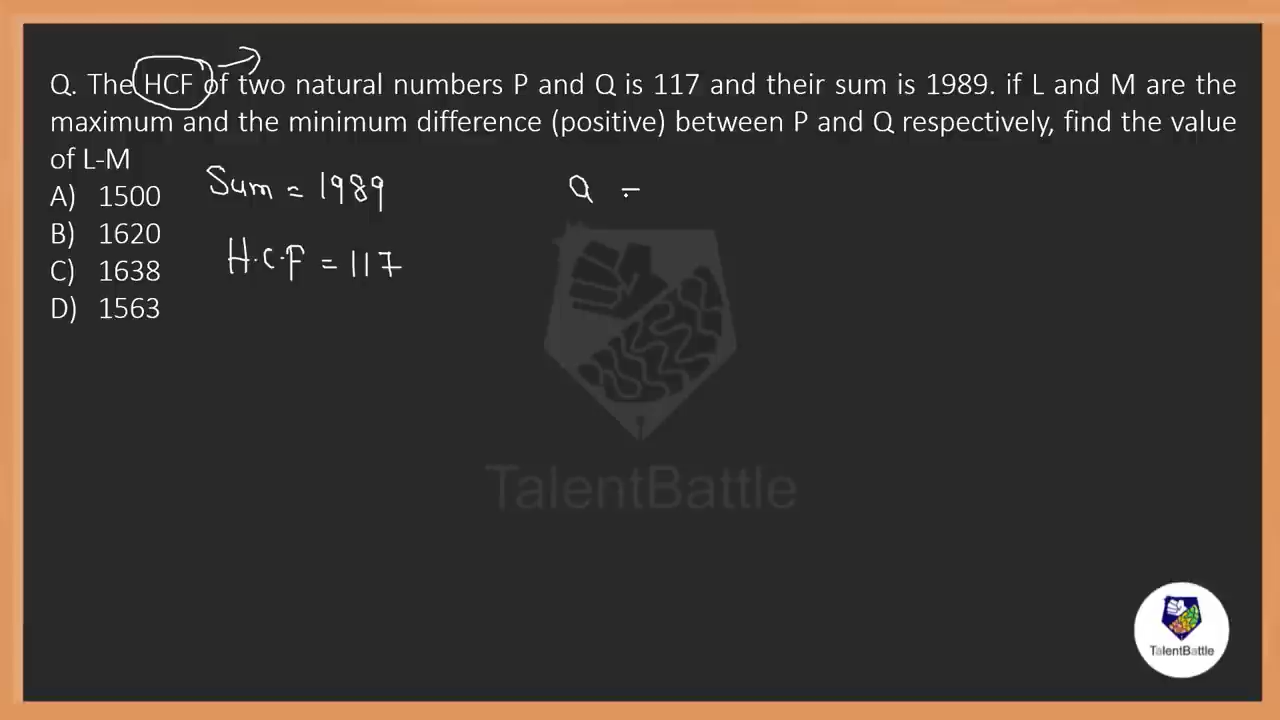 Q. The HCF of two natural numbers P and Q is 117 and their sum is 1989. if L and M are the
maximum and the minimum difference (positive) between P and Q respectively, find the value
of L-M
A) 1500
B) 1620
C) 1638
D) 1563
Sum = 1989
H.C.F = 117
a =
TalentBattle
TalentBattle